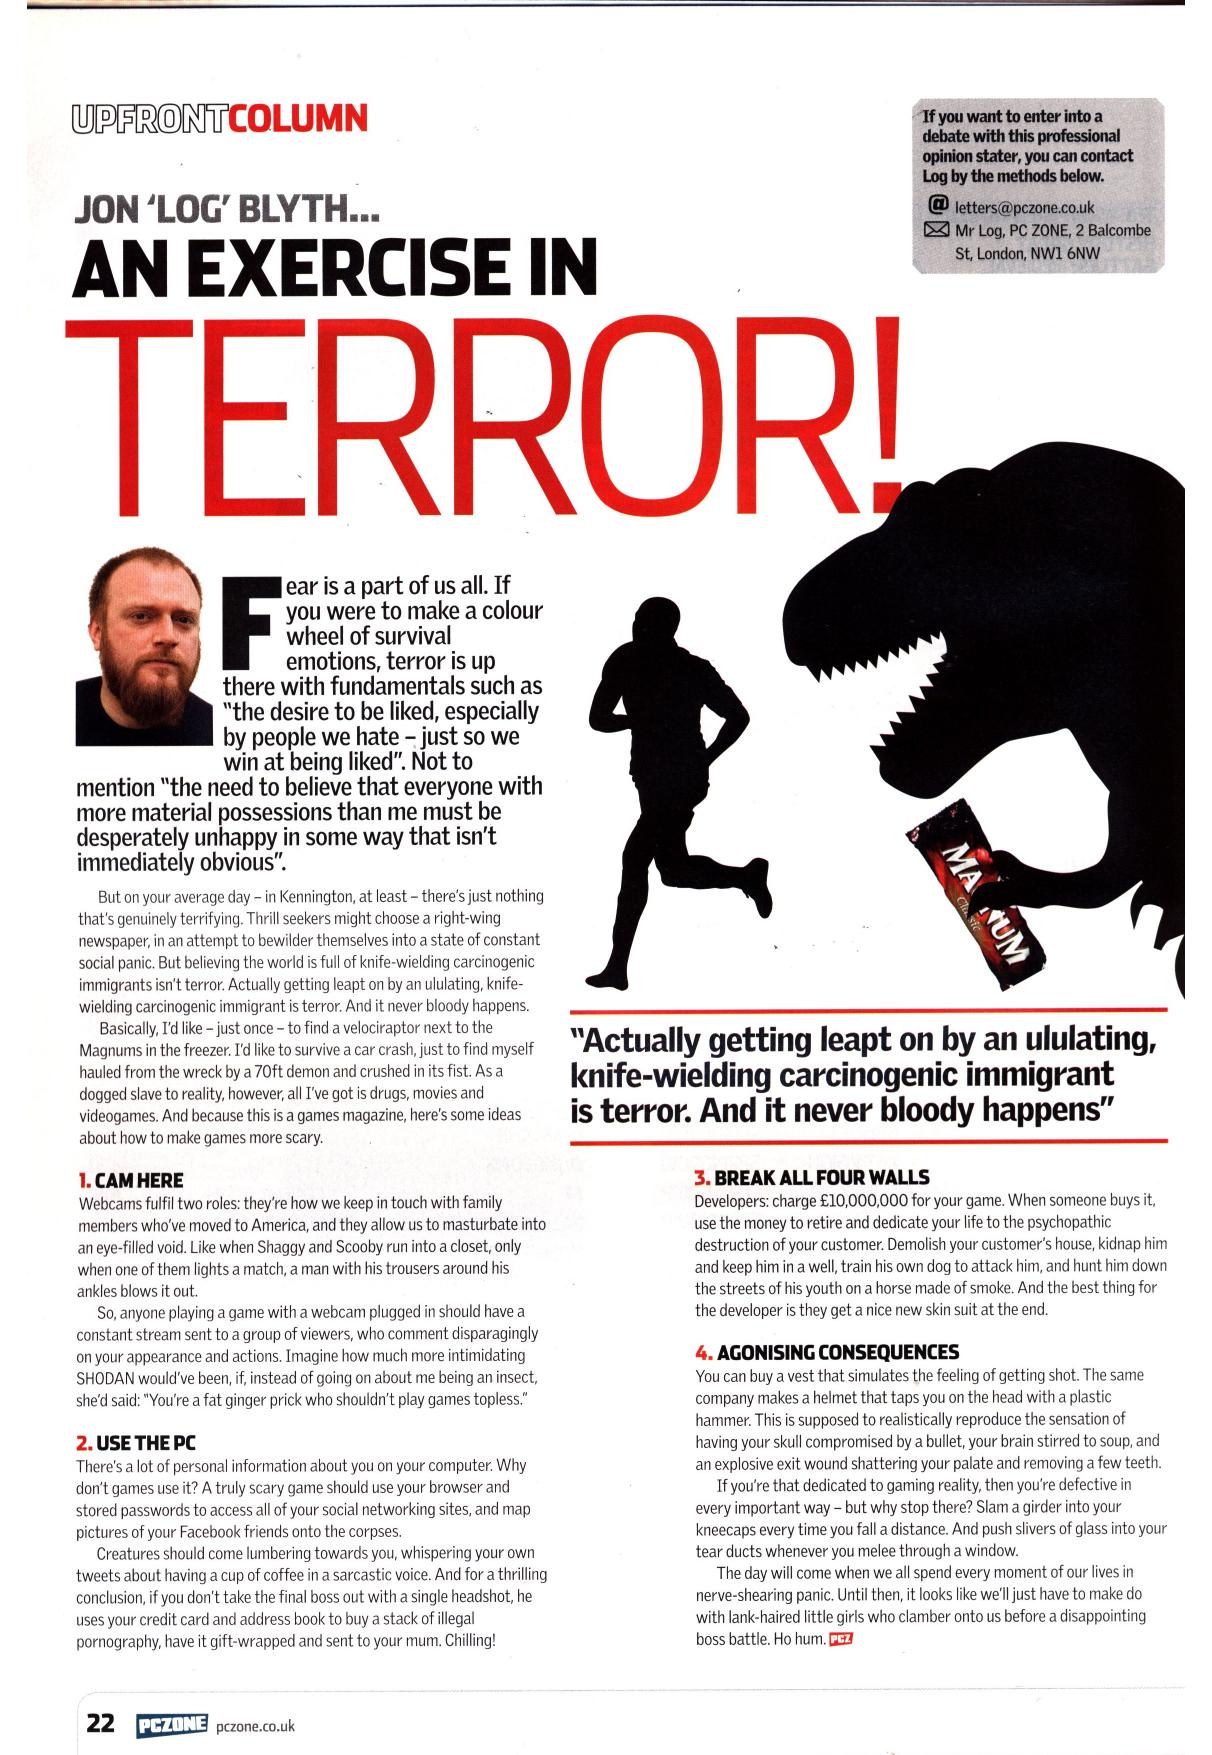 UPFRONTCOLUMN
If you want to enter into a
debate with this professional
opinion stater, you can contact
Log by the methods below.
@ letters@pczone.co.uk
Mr Log, PC ZONE, 2 Balcombe
St, London, NW1 6NW
JON 'LOG' BLYTH...
AN EXERCISE IN
TERROR!
Fear is a part of us all. If
you were to make a colour
wheel of survival
emotions, terror is up
there with fundamentals such as
"the desire to be liked, especially
by people we hate – just so we
win at being liked". Not to
mention "the need to believe that everyone with
more material possessions than me must be
desperately unhappy in some way that isn't
immediately obvious".
But on your average day – in Kennington, at least – there's just nothing
that's genuinely terrifying. Thrill seekers might choose a right-wing
newspaper, in an attempt to bewilder themselves into a state of constant
social panic. But believing the world is full of knife-wielding carcinogenic
immigrants isn't terror. Actually getting leapt on by an ululating, knife-
wielding carcinogenic immigrant is terror. And it never bloody happens.
Basically, I'd like – just once – to find a velociraptor next to the
Magnums in the freezer. I'd like to survive a car crash, just to find myself
hauled from the wreck by a 70ft demon and crushed in its fist. As a
dogged slave to reality, however, all I've got is drugs, movies and
videogames. And because this is a games magazine, here's some ideas
about how to make games more scary.
MAGNUM
Classic
"Actually getting leapt on by an ululating,
knife-wielding carcinogenic immigrant
is terror. And it never bloody happens"
1. CAM HERE
Webcams fulfil two roles: they're how we keep in touch with family
members who've moved to America, and they allow us to masturbate into
an eye-filled void. Like when Shaggy and Scooby run into a closet, only
when one of them lights a match, a man with his trousers around his
ankles blows it out.
So, anyone playing a game with a webcam plugged in should have a
constant stream sent to a group of viewers, who comment disparagingly
on your appearance and actions. Imagine how much more intimidating
SHODAN would've been, if, instead of going on about me being an insect,
she'd said: "You're a fat ginger prick who shouldn't play games topless."
2. USE THE PC
There's a lot of personal information about you on your computer. Why
don't games use it? A truly scary game should use your browser and
stored passwords to access all of your social networking sites, and map
pictures of your Facebook friends onto the corpses.
Creatures should come lumbering towards you, whispering your own
tweets about having a cup of coffee in a sarcastic voice. And for a thrilling
conclusion, if you don't take the final boss out with a single headshot, he
uses your credit card and address book to buy a stack of illegal
pornography, have it gift-wrapped and sent to your mum. Chilling!
3. BREAK ALL FOUR WALLS
Developers: charge £10,000,000 for your game. When someone buys it,
use the money to retire and dedicate your life to the psychopathic
destruction of your customer. Demolish your customer's house, kidnap him
and keep him in a well, train his own dog to attack him, and hunt him down
the streets of his youth on a horse made of smoke. And the best thing for
the developer is they get a nice new skin suit at the end.
4. AGONISING CONSEQUENCES
You can buy a vest that simulates the feeling of getting shot. The same
company makes a helmet that taps you on the head with a plastic
hammer. This is supposed to realistically reproduce the sensation of
having your skull compromised by a bullet, your brain stirred to soup, and
an explosive exit wound shattering your palate and removing a few teeth.
If you're that dedicated to gaming reality, then you're defective in
every important way – but why stop there? Slam a girder into your
kneecaps every time you fall a distance. And push slivers of glass into your
tear ducts whenever you melee through a window.
The day will come when we all spend every moment of our lives in
nerve-shearing panic. Until then, it looks like we'll just have to make do
with lank-haired little girls who clamber onto us before a disappointing
boss battle. Ho hum. PCZ
22 PCZONE pczone.co.uk